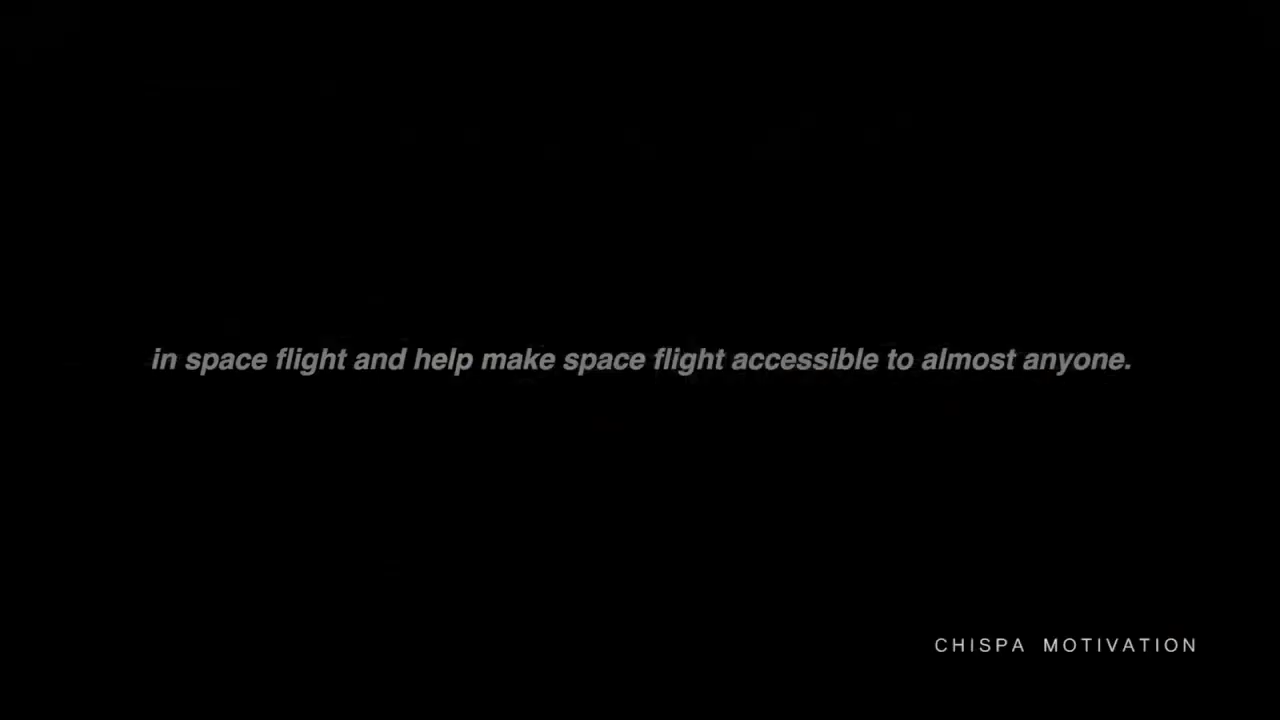 in space flight and help make space flight accessible to almost anyone.
CHISPA MOTIVATION